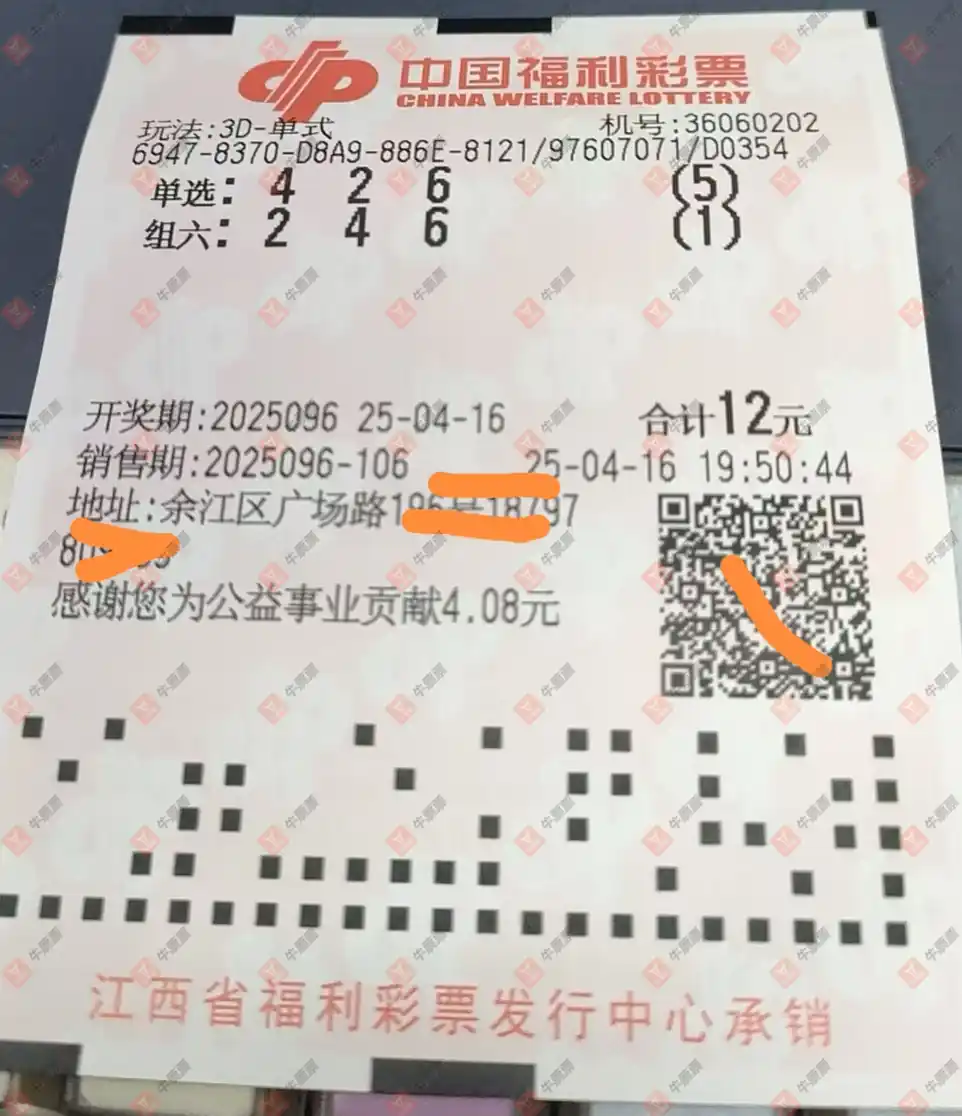 中国福利彩票
CHINA WELFARE LOTTERY
玩法:3D-单式 机号:36060202
6947-8370-D8A9-886E-8121/97607071/D0354
单选: 4 2 6 (5)
组六: 2 4 6 (1)
开奖期:2025096 25-04-16 合计12元
销售期:2025096-106 25-04-16 19:50:44
地址:余江区广场路
感谢您为公益事业贡献4.08元
江西省福利彩票发行中心承销
牛票票